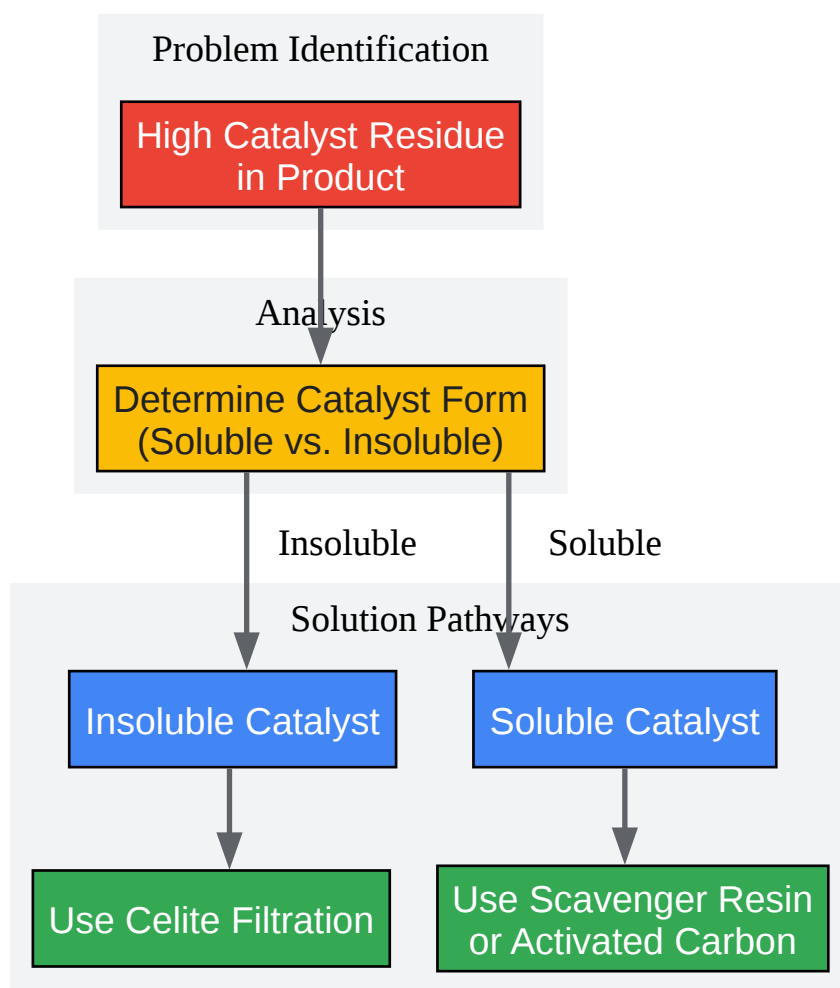 Problem Identification
High Catalyst Residue
in Product
Analysis
Determine Catalyst Form
(Soluble vs. Insoluble)
Insoluble
Soluble
Solution Pathways
Insoluble Catalyst
Soluble Catalyst
Use Celite Filtration
Use Scavenger Resin
or Activated Carbon